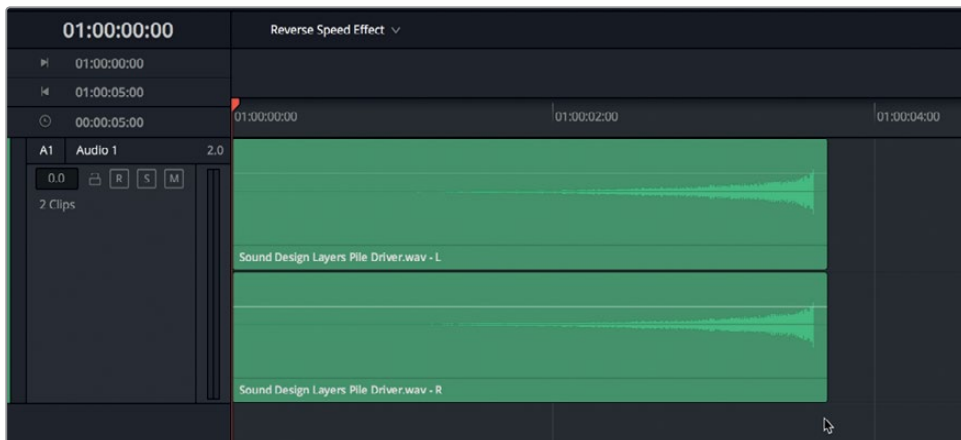 01:00:00:00
Reverse Speed Effect
01:00:00:00
01:00:05:00
00:00:05:00
01:00:00:00
01:00:02:00
01:00:04:00
A1 Audio 1 2.0
0.0 R S M
2 Clips
Sound Design Layers Pile Driver.wav - L
Sound Design Layers Pile Driver.wav - R